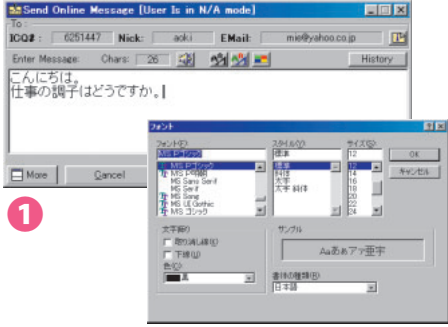 Send Online Message [User Is in N/A mode]
To:
ICQ#: 6251447 Nick: aoki EMail: mie@yahoo.co.jp
Enter Message: Chars: 26 History
こんにちは。
仕事の調子はどうですか。
More Cancel
1
フォント
フォント(F): スタイル(Y): サイズ(S):
MS Pゴシック 標準 12 OK
MS Pゴシック 標準 12 キャンセル
MS P明朝 斜体 14
MS Sans Serif 太字 16
MS Serif 太字 斜体 18
MS Song 20
MS UI Gothic 22
MS ゴシック 24
文字飾り サンプル
取り消し線(K)
下線(U) Aaあぁアァ亜宇
色(C):
黒 書体の種類(R):
日本語